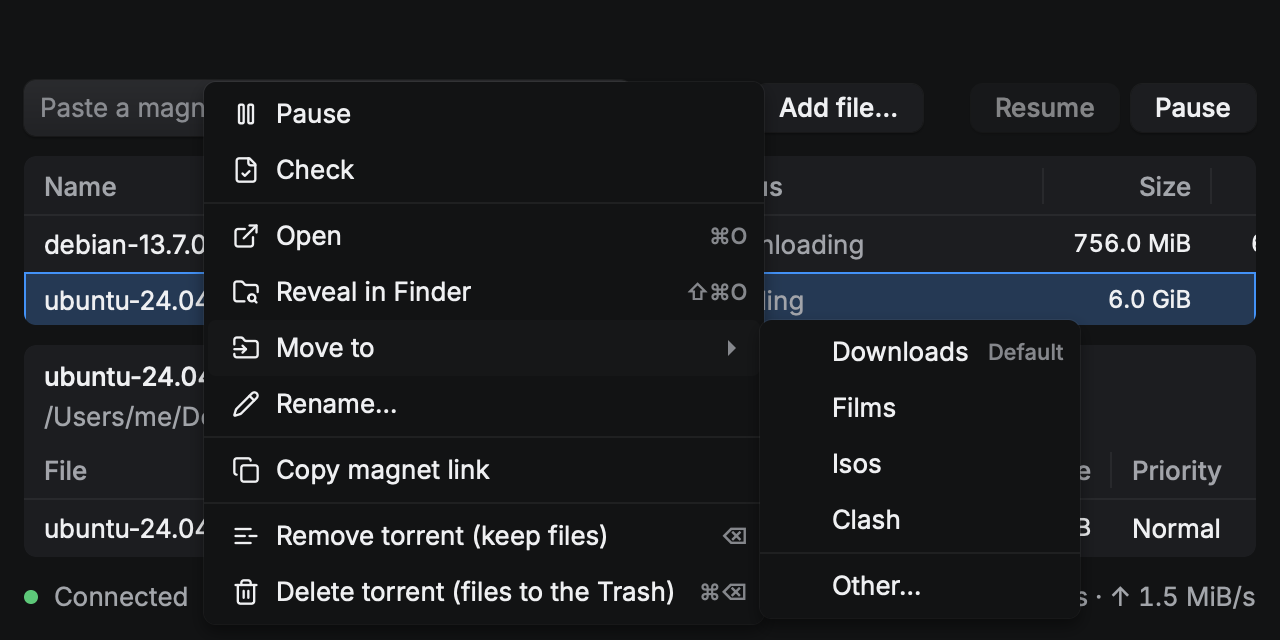 Paste a magn
Add file...
Resume
Pause
Name
Size
debian-13.7.0
756.0 MiB
ubuntu-24.04
6.0 GiB
ubuntu-24.04
/Users/me/Do
File
Priority
ubuntu-24.04
Normal
Connected
↑ 1.5 MiB/s
Pause
Check
Open ⌘O
Reveal in Finder ⇧⌘O
Move to
Rename...
Copy magnet link
Remove torrent (keep files) ⌫
Delete torrent (files to the Trash) ⌘⌫
Downloads Default
Films
Isos
Clash
Other...